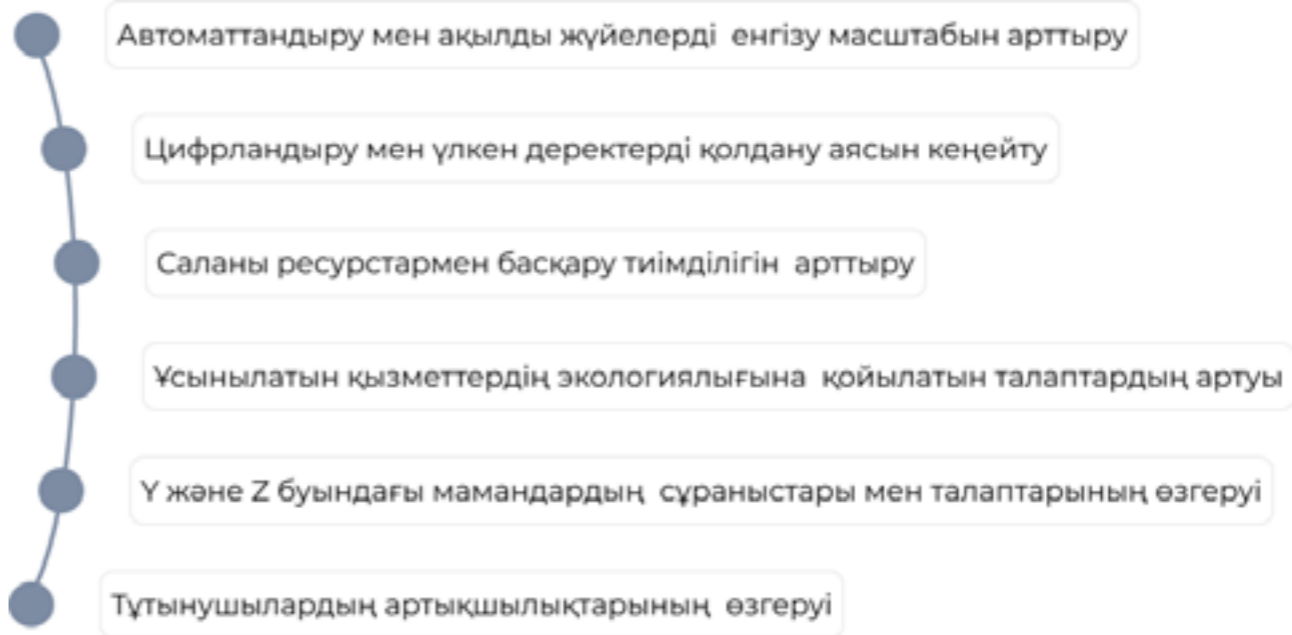 Автоматтандыру мен ақылды жүйелерді енгізу масштабын арттыру
Цифрландыру мен үлкен деректерді қолдану аясын кеңейту
Саланы ресурстармен басқару тиімділігін арттыру
Ұсынылатын қызметтердің экологиялығына қойылатын талаптардың артуы
Y және Z буындағы мамандардың сұраныстары мен талаптарының өзгеруі
Тұтынушылардың артықшылықтарының өзгеруі